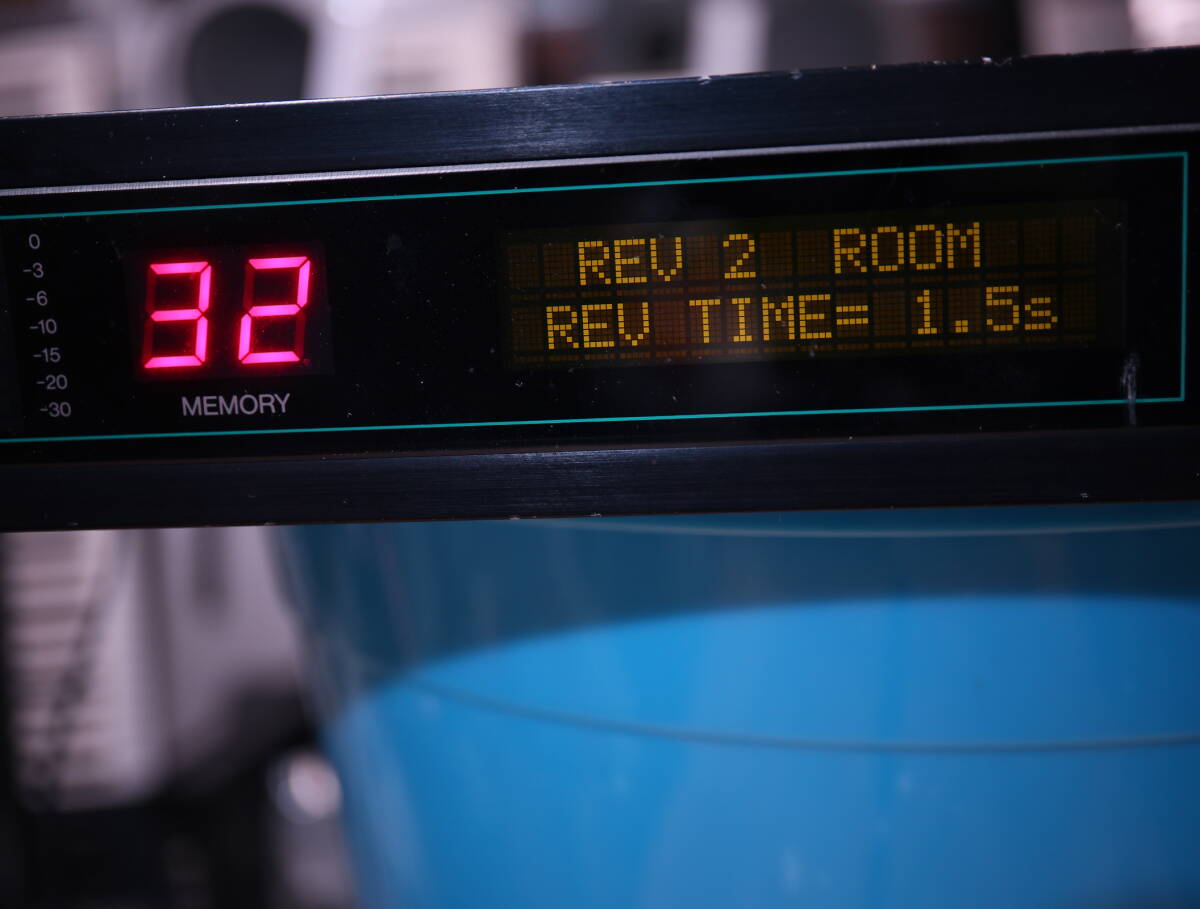 0
-3
-6
-10
-15
-20
-30
32
MEMORY
REV 2 ROOM
REV TIME= 1.5s